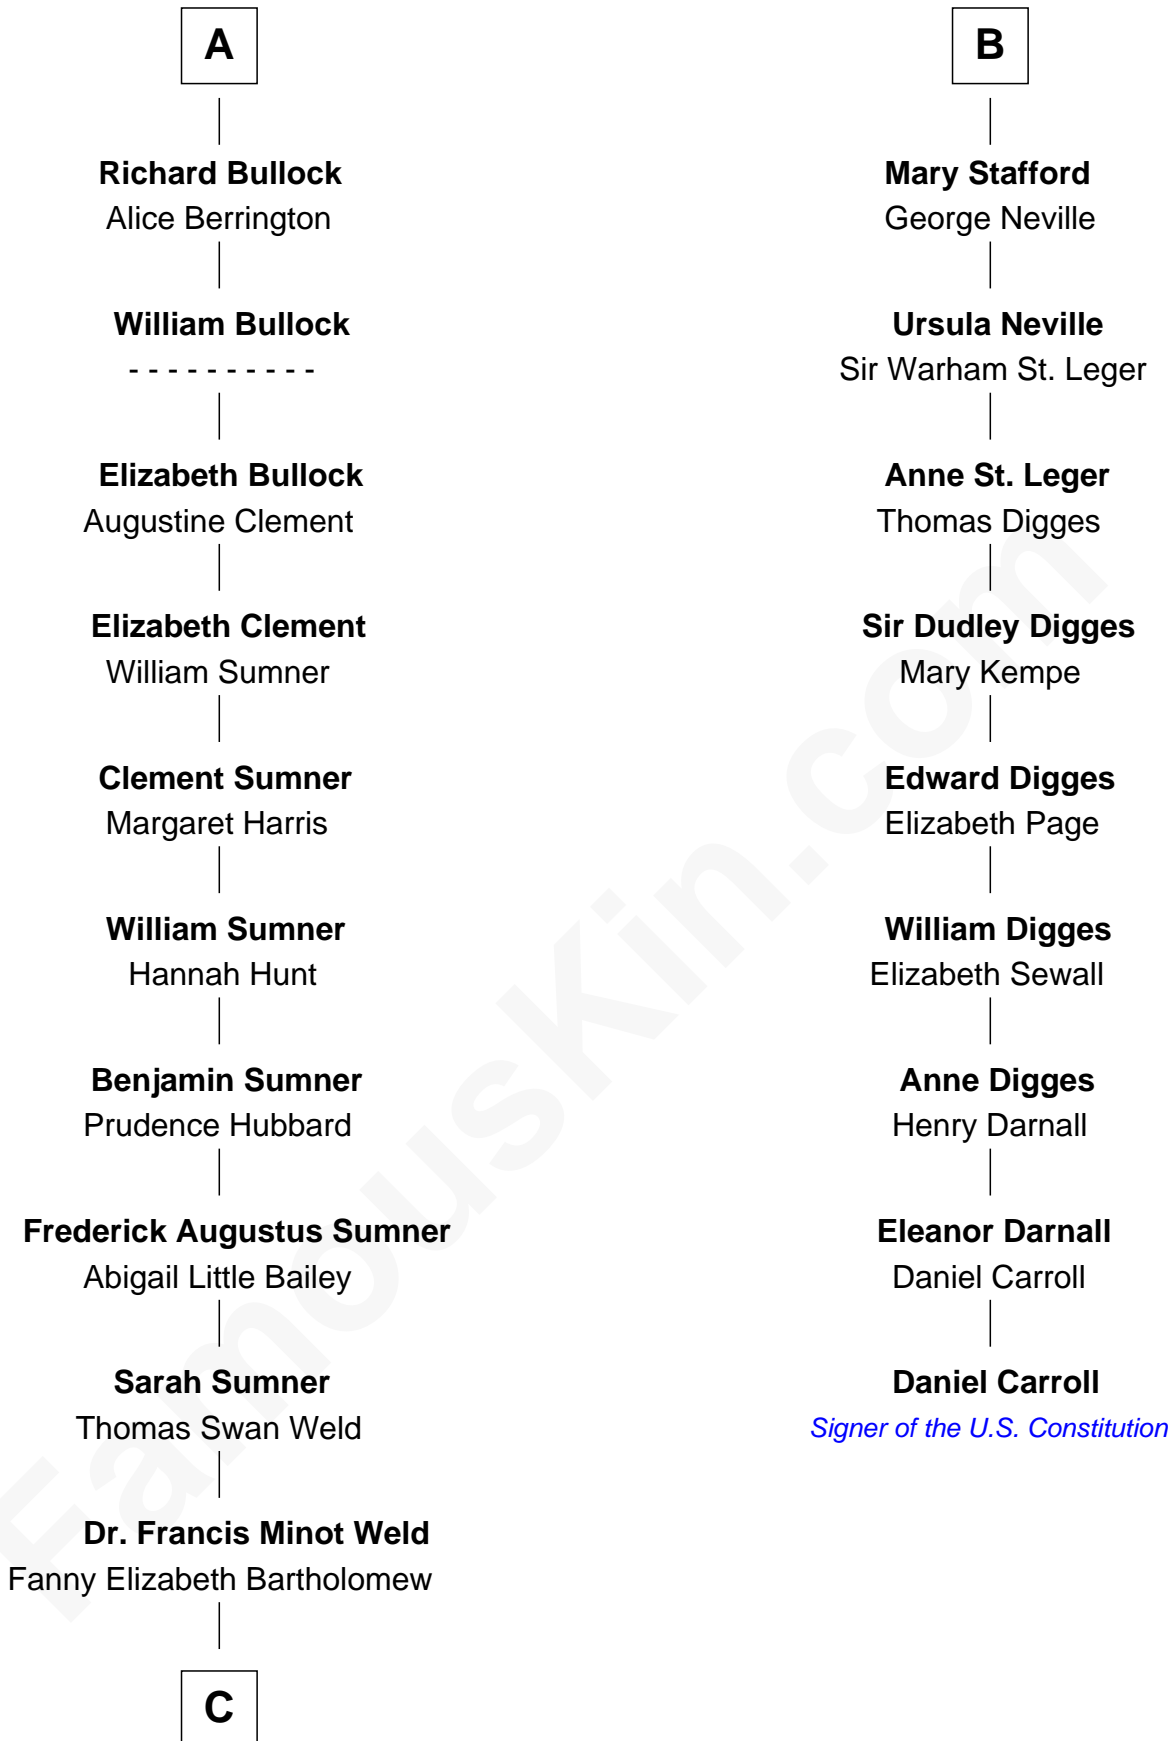 A
Richard Bullock
Alice Berrington
William Bullock
- - - - - - - - - -
Elizabeth Bullock
Augustine Clement
Elizabeth Clement
William Sumner
Clement Sumner
Margaret Harris
William Sumner
Hannah Hunt
Benjamin Sumner
Prudence Hubbard
Frederick Augustus Sumner
Abigail Little Bailey
Sarah Sumner
Thomas Swan Weld
Dr. Francis Minot Weld
Fanny Elizabeth Bartholomew
C
B
Mary Stafford
George Neville
Ursula Neville
Sir Warham St. Leger
Anne St. Leger
Thomas Digges
Sir Dudley Digges
Mary Kempe
Edward Digges
Elizabeth Page
William Digges
Elizabeth Sewall
Anne Digges
Henry Darnall
Eleanor Darnall
Daniel Carroll
Daniel Carroll
Signer of the U.S. Constitution
FamousKin.com